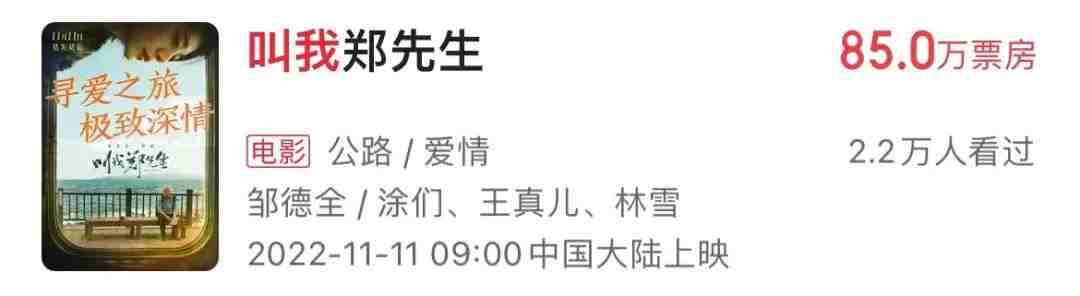 11月11日
寻爱之旅
极致深情
叫我郑先生
叫我郑先生
85.0万票房
电影 公路 / 爱情
2.2万人看过
邹德全 / 涂们、王真儿、林雪
2022-11-11 09:00中国大陆上映